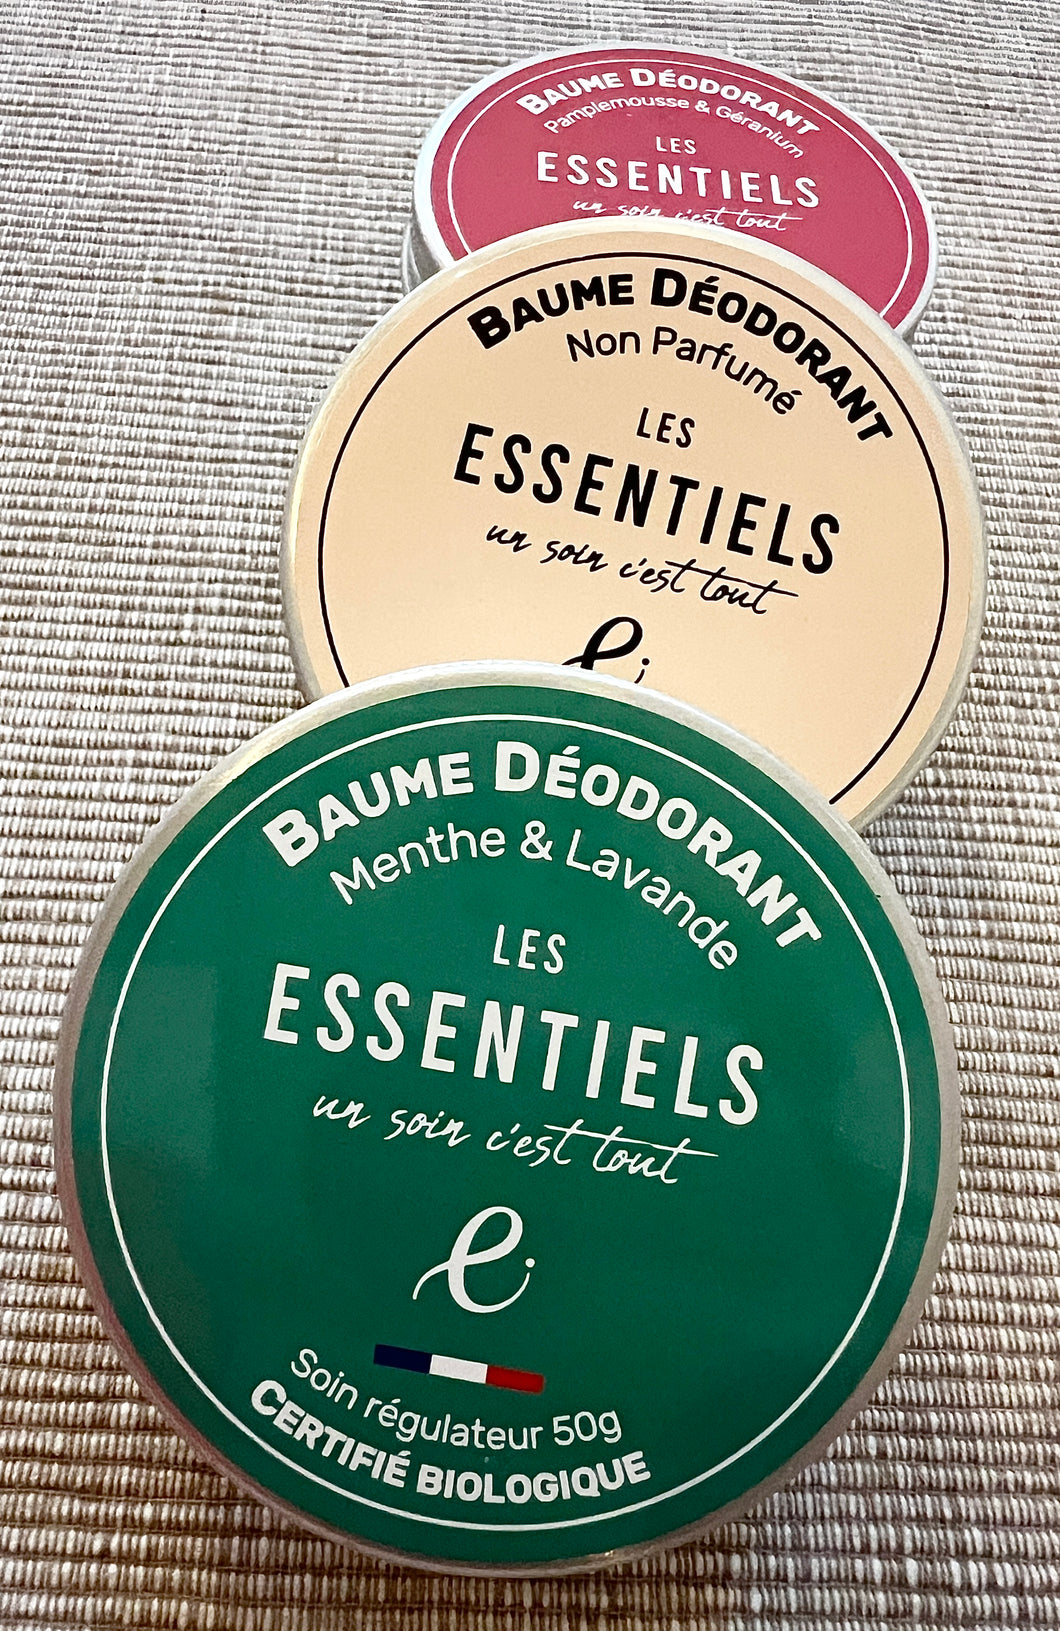 BAUME DÉODORANT
Pamplemousse & Géranium
LES
ESSENTIELS
un soin c'est tout
BAUME DÉODORANT
Non Parfumé
LES
ESSENTIELS
un soin c'est tout
e
BAUME DÉODORANT
Menthe & Lavande
LES
ESSENTIELS
un soin c'est tout
e
Soin régulateur 50g
CERTIFIÉ BIOLOGIQUE